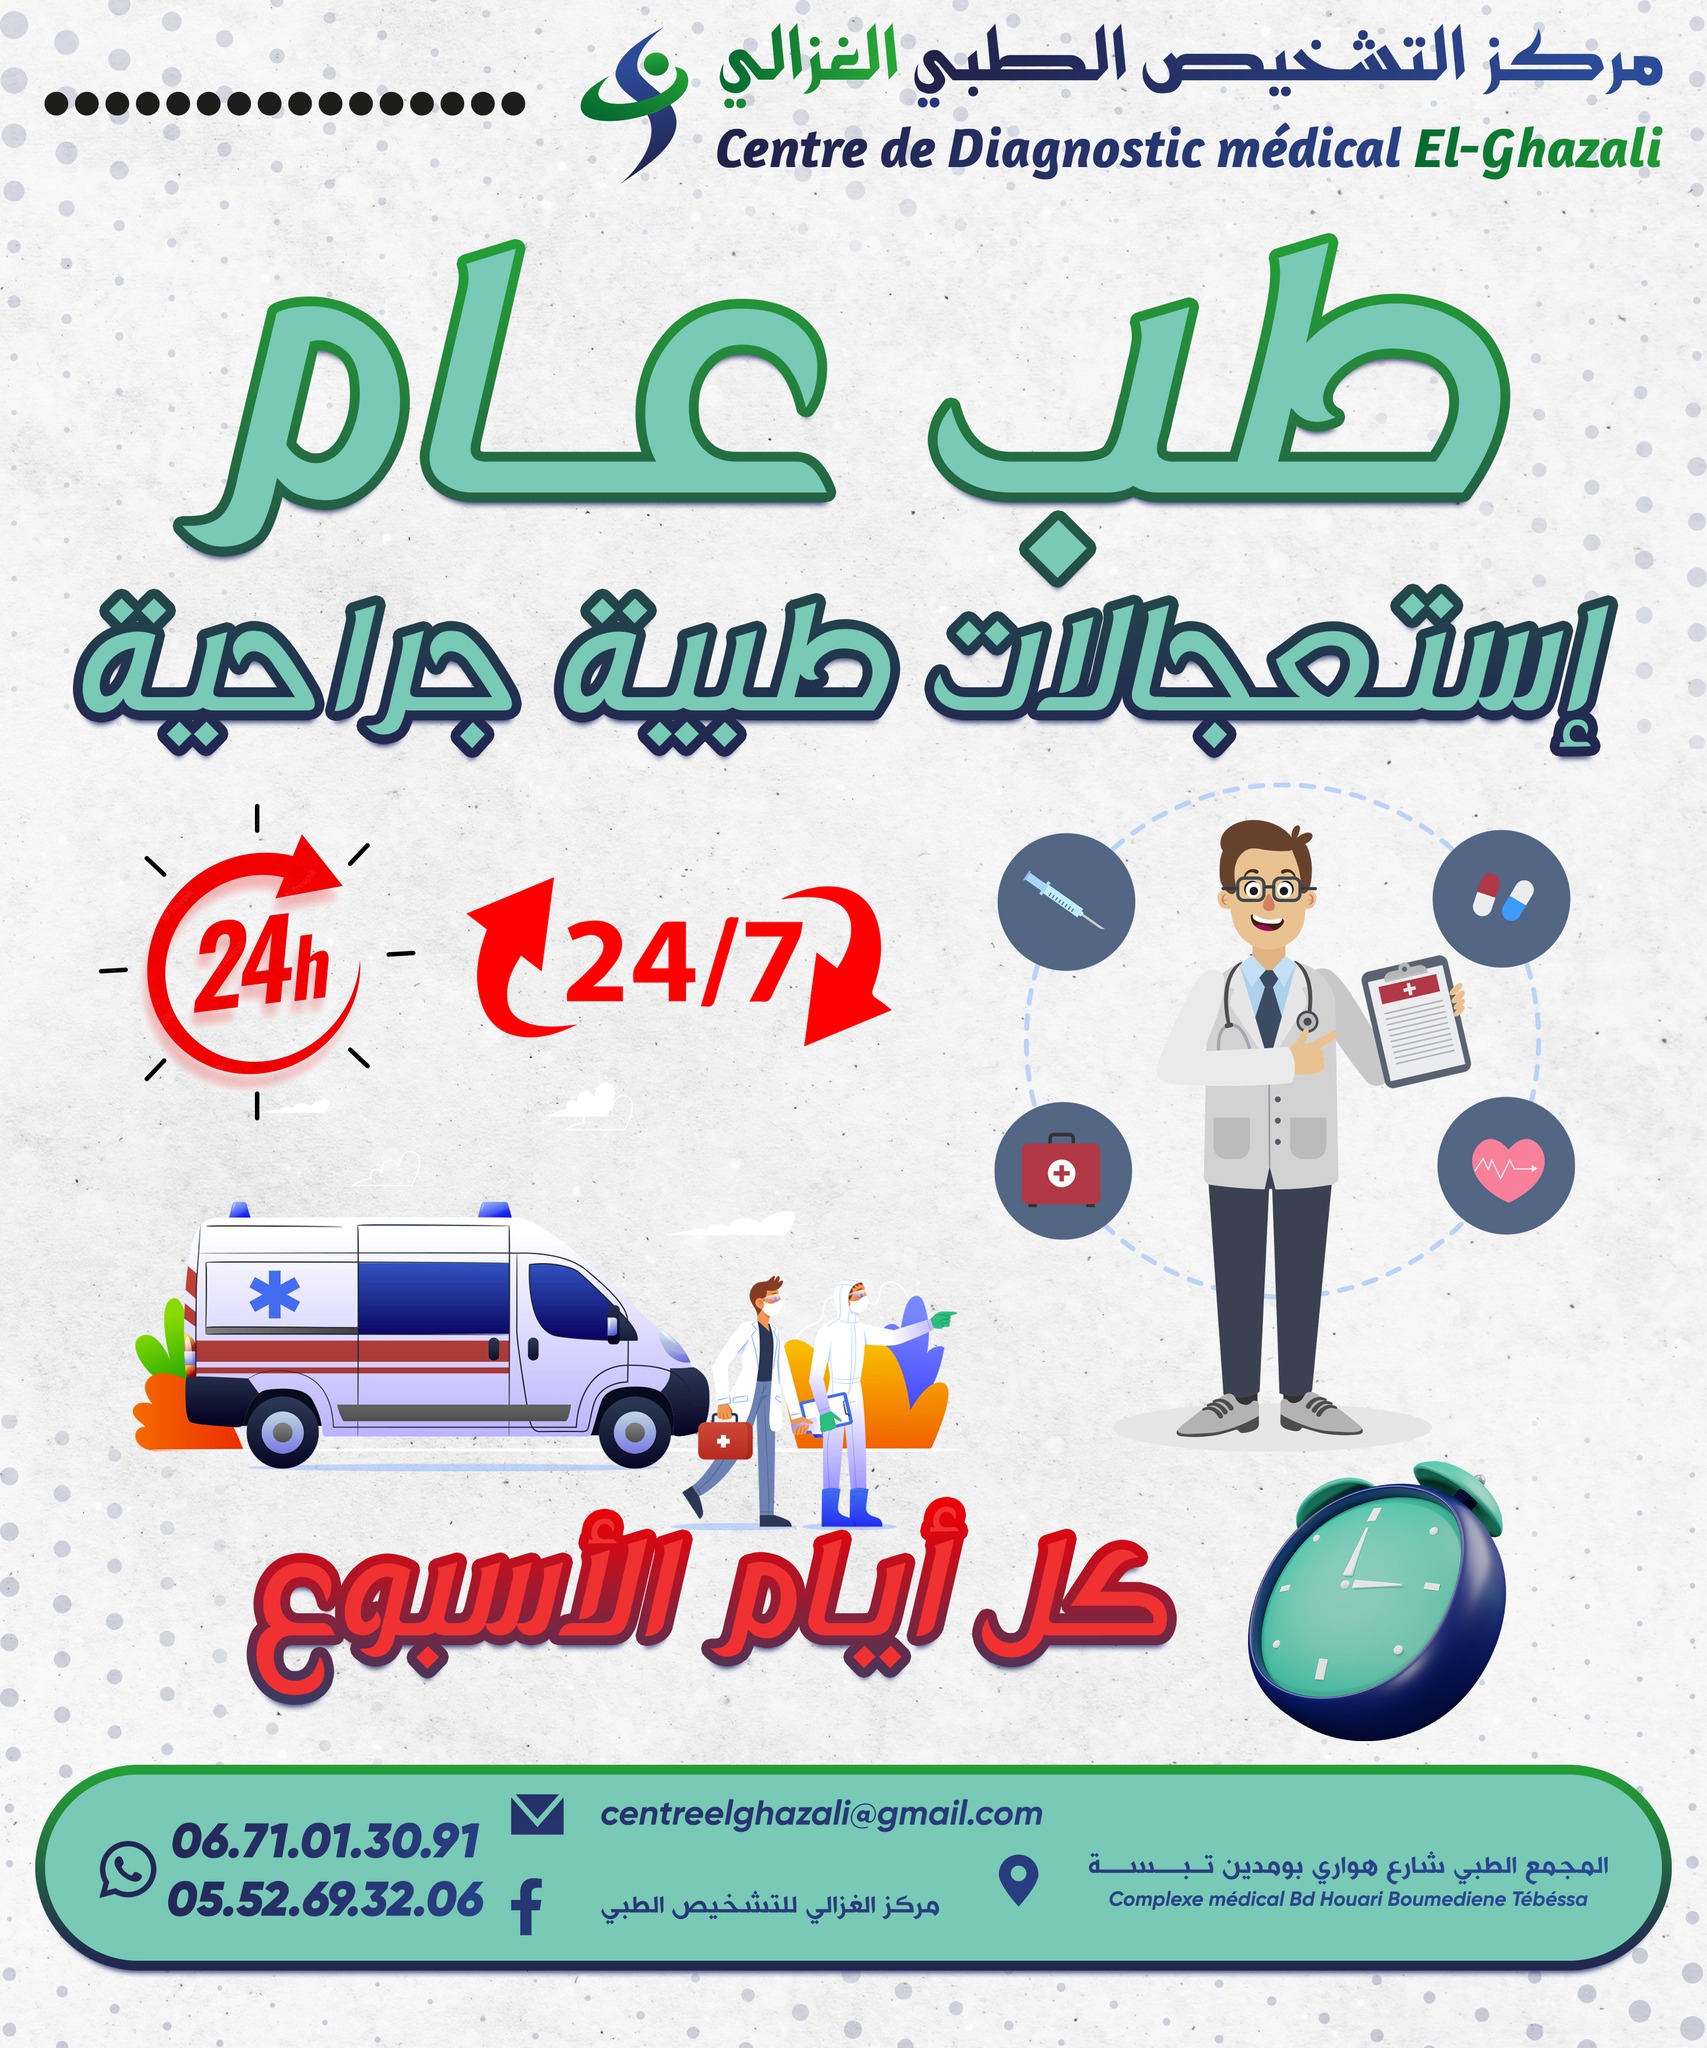 مركز التشخيص الطبي الغزالي
Centre de Diagnostic médical El-Ghazali
طب عام
إستعجالات طبية جراحية
24h
24/7
كل أيام الأسبوع
06.71.01.30.91
05.52.69.32.06
centreelghazali@gmail.com
مركز الغزالي للتشخيص الطبي
المجمع الطبي شارع هواري بومدين تبسة
Complexe médical Bd Houari Boumediene Tébéssa